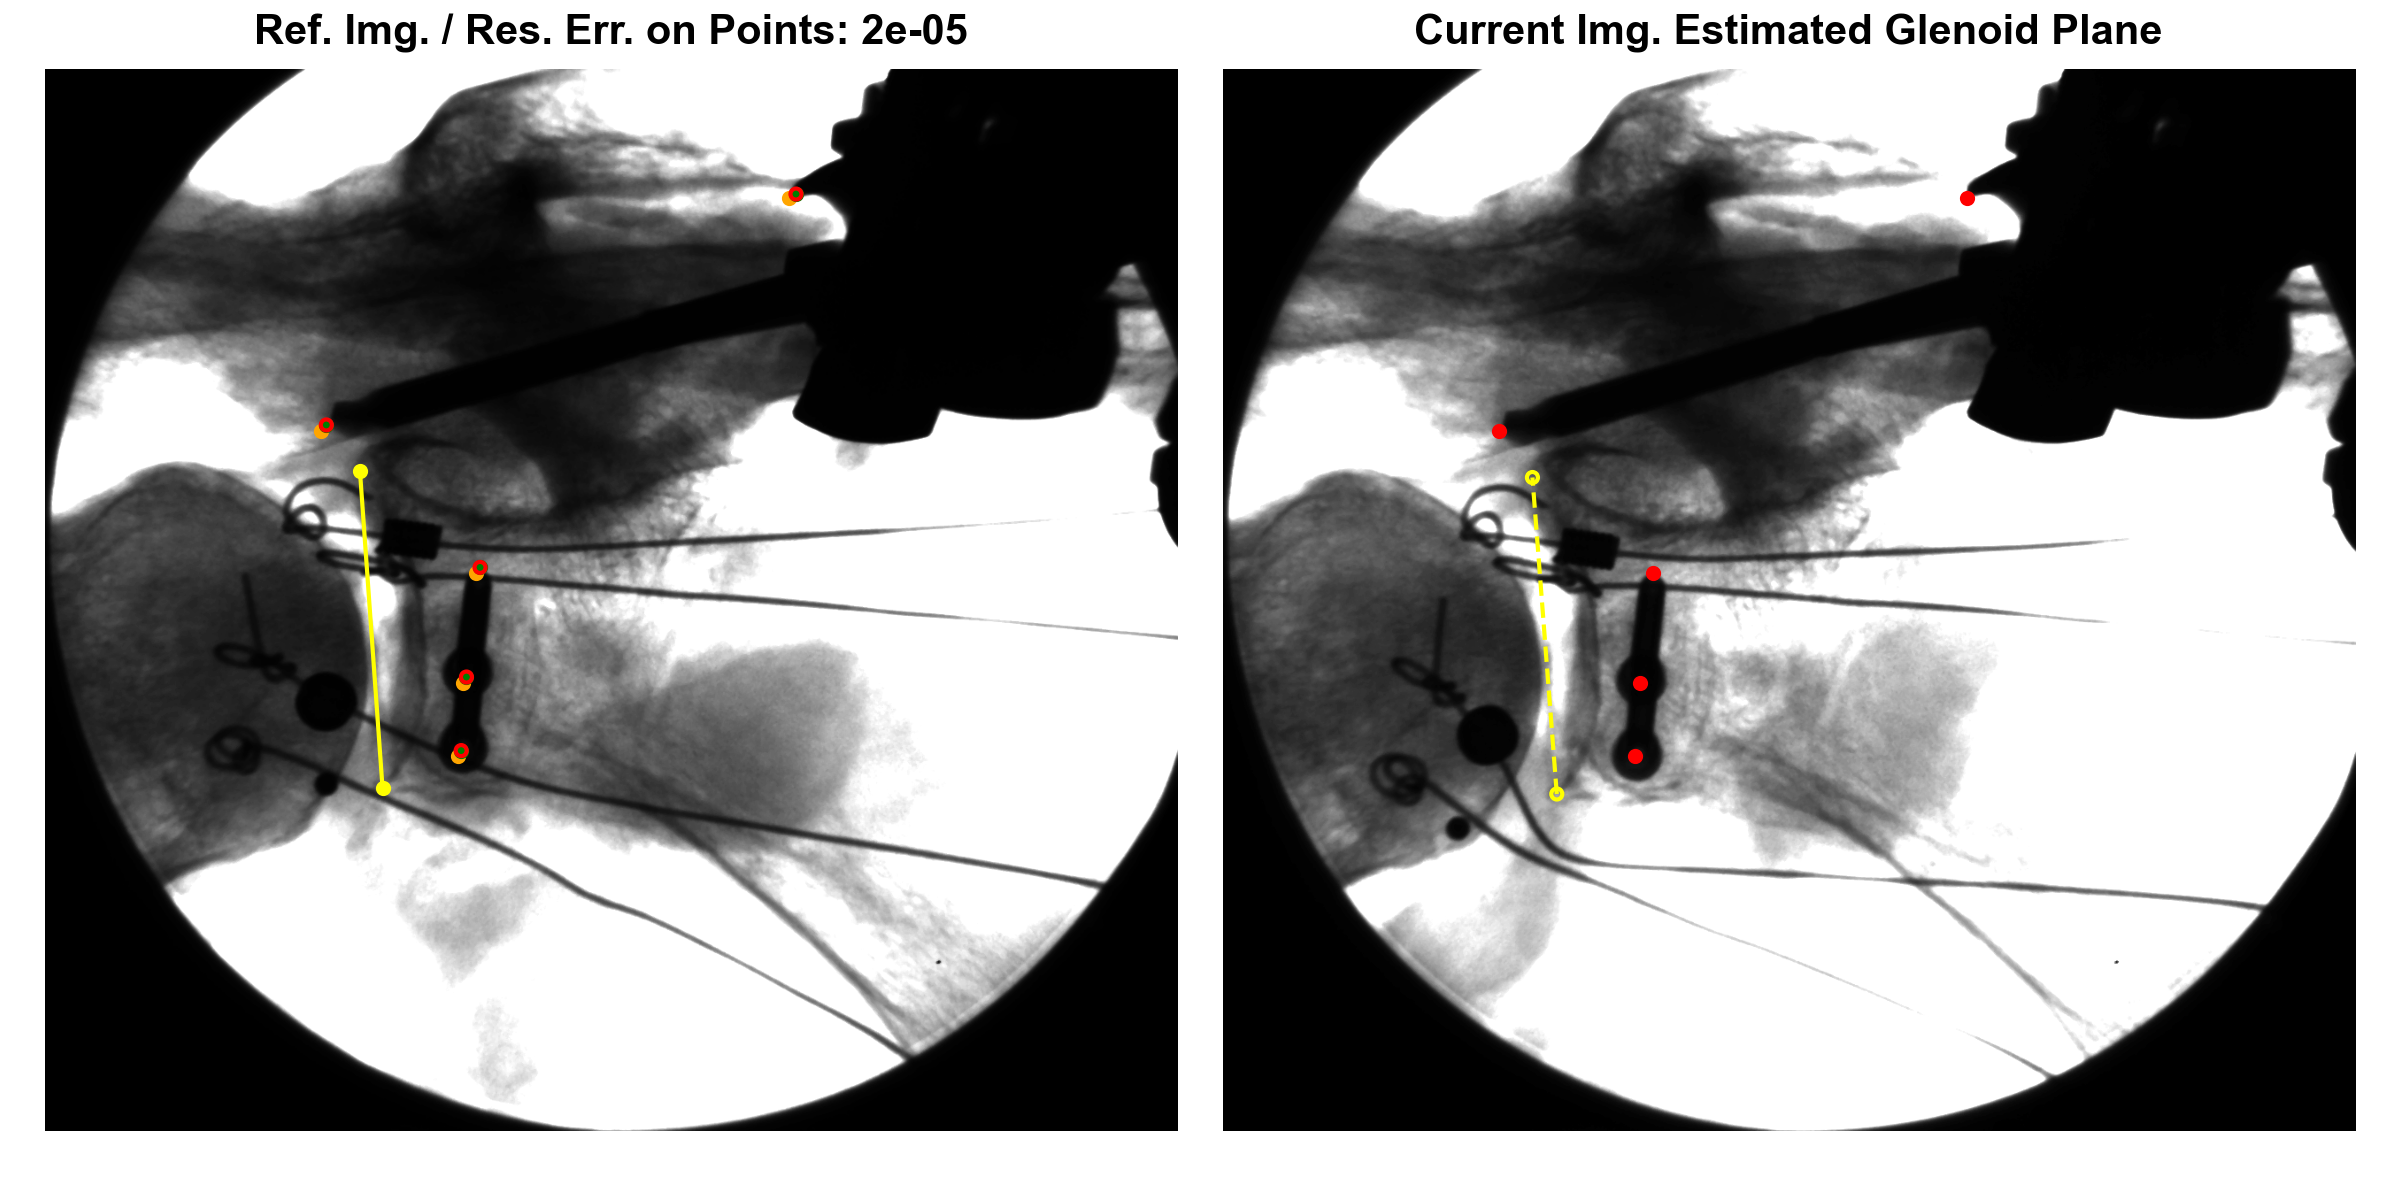 Ref. Img. / Res. Err. on Points: 2e-05
Current Img. Estimated Glenoid Plane